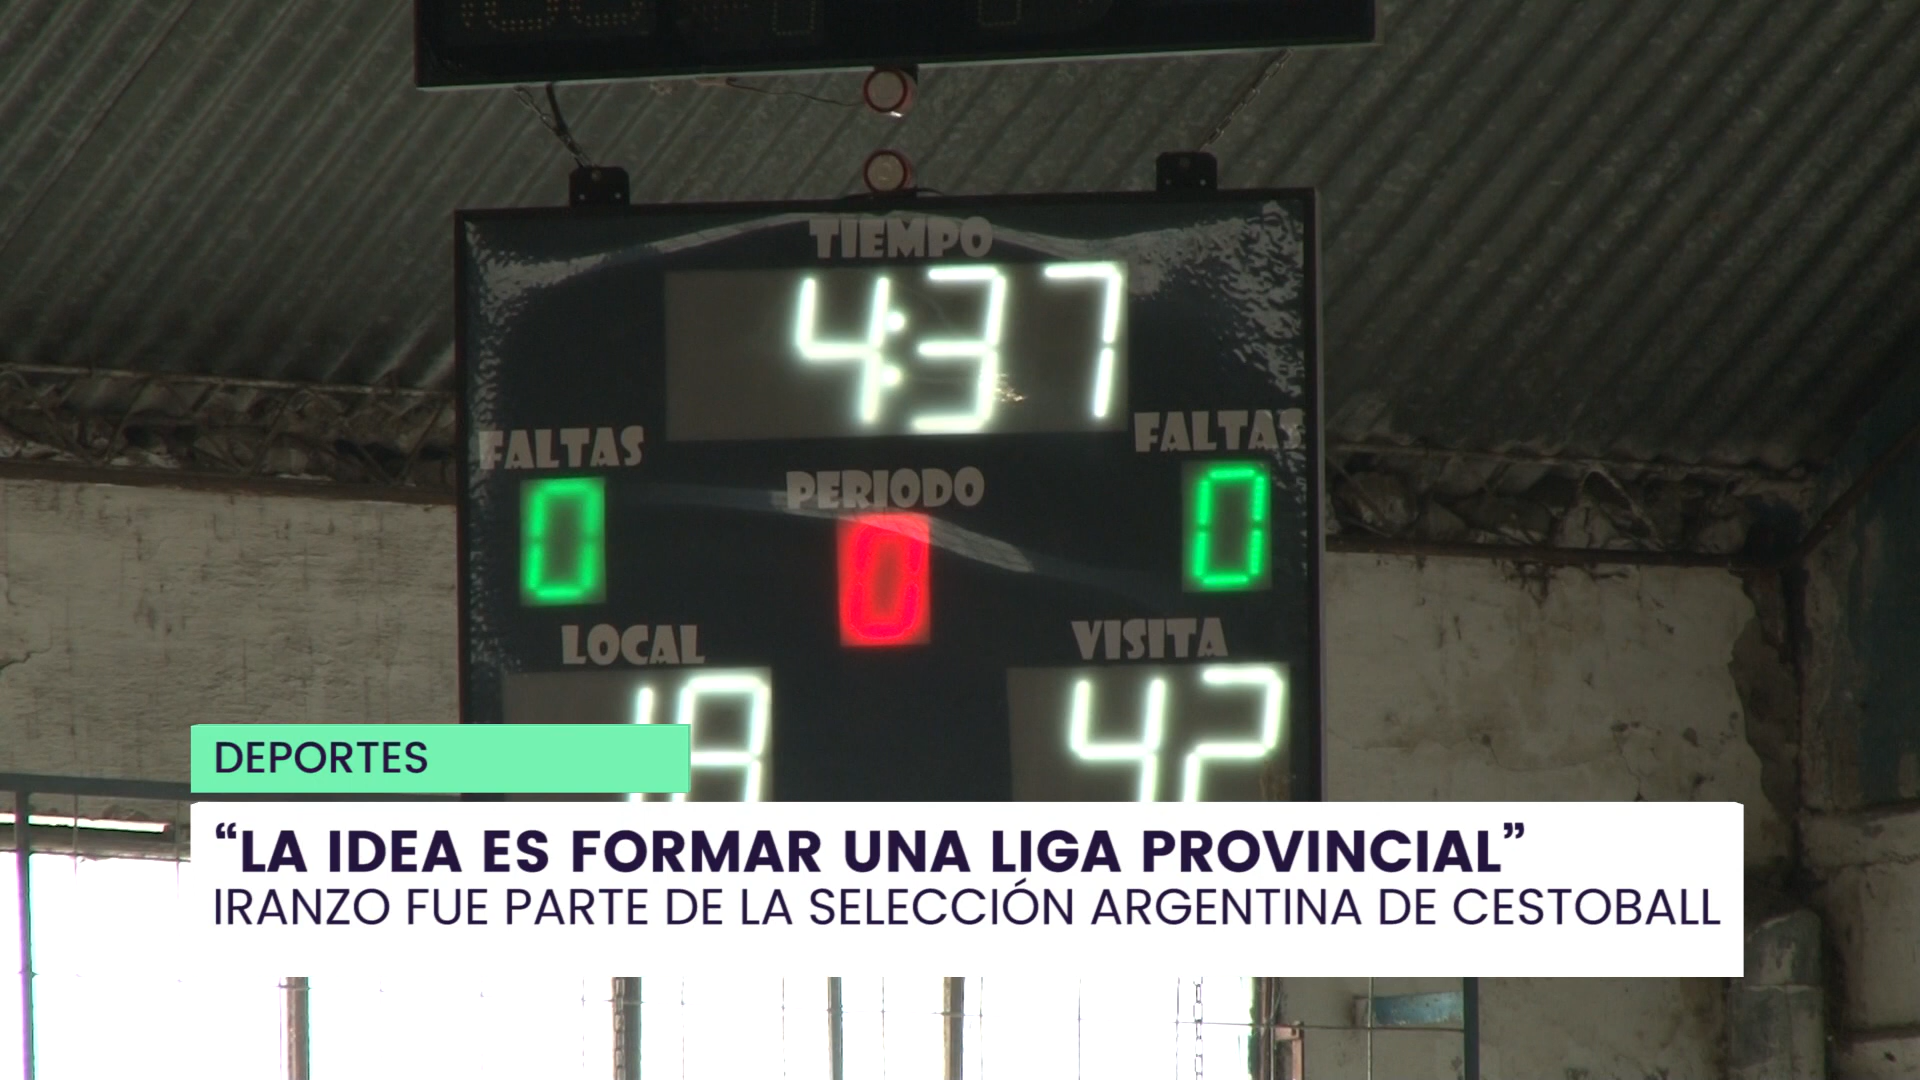 TIEMPO
4:37
FALTAS
FALTAS
0
PERIODO
0
0
LOCAL
VISITA
18
42
DEPORTES
“LA IDEA ES FORMAR UNA LIGA PROVINCIAL”
IRANZO FUE PARTE DE LA SELECCIÓN ARGENTINA DE CESTOBALL